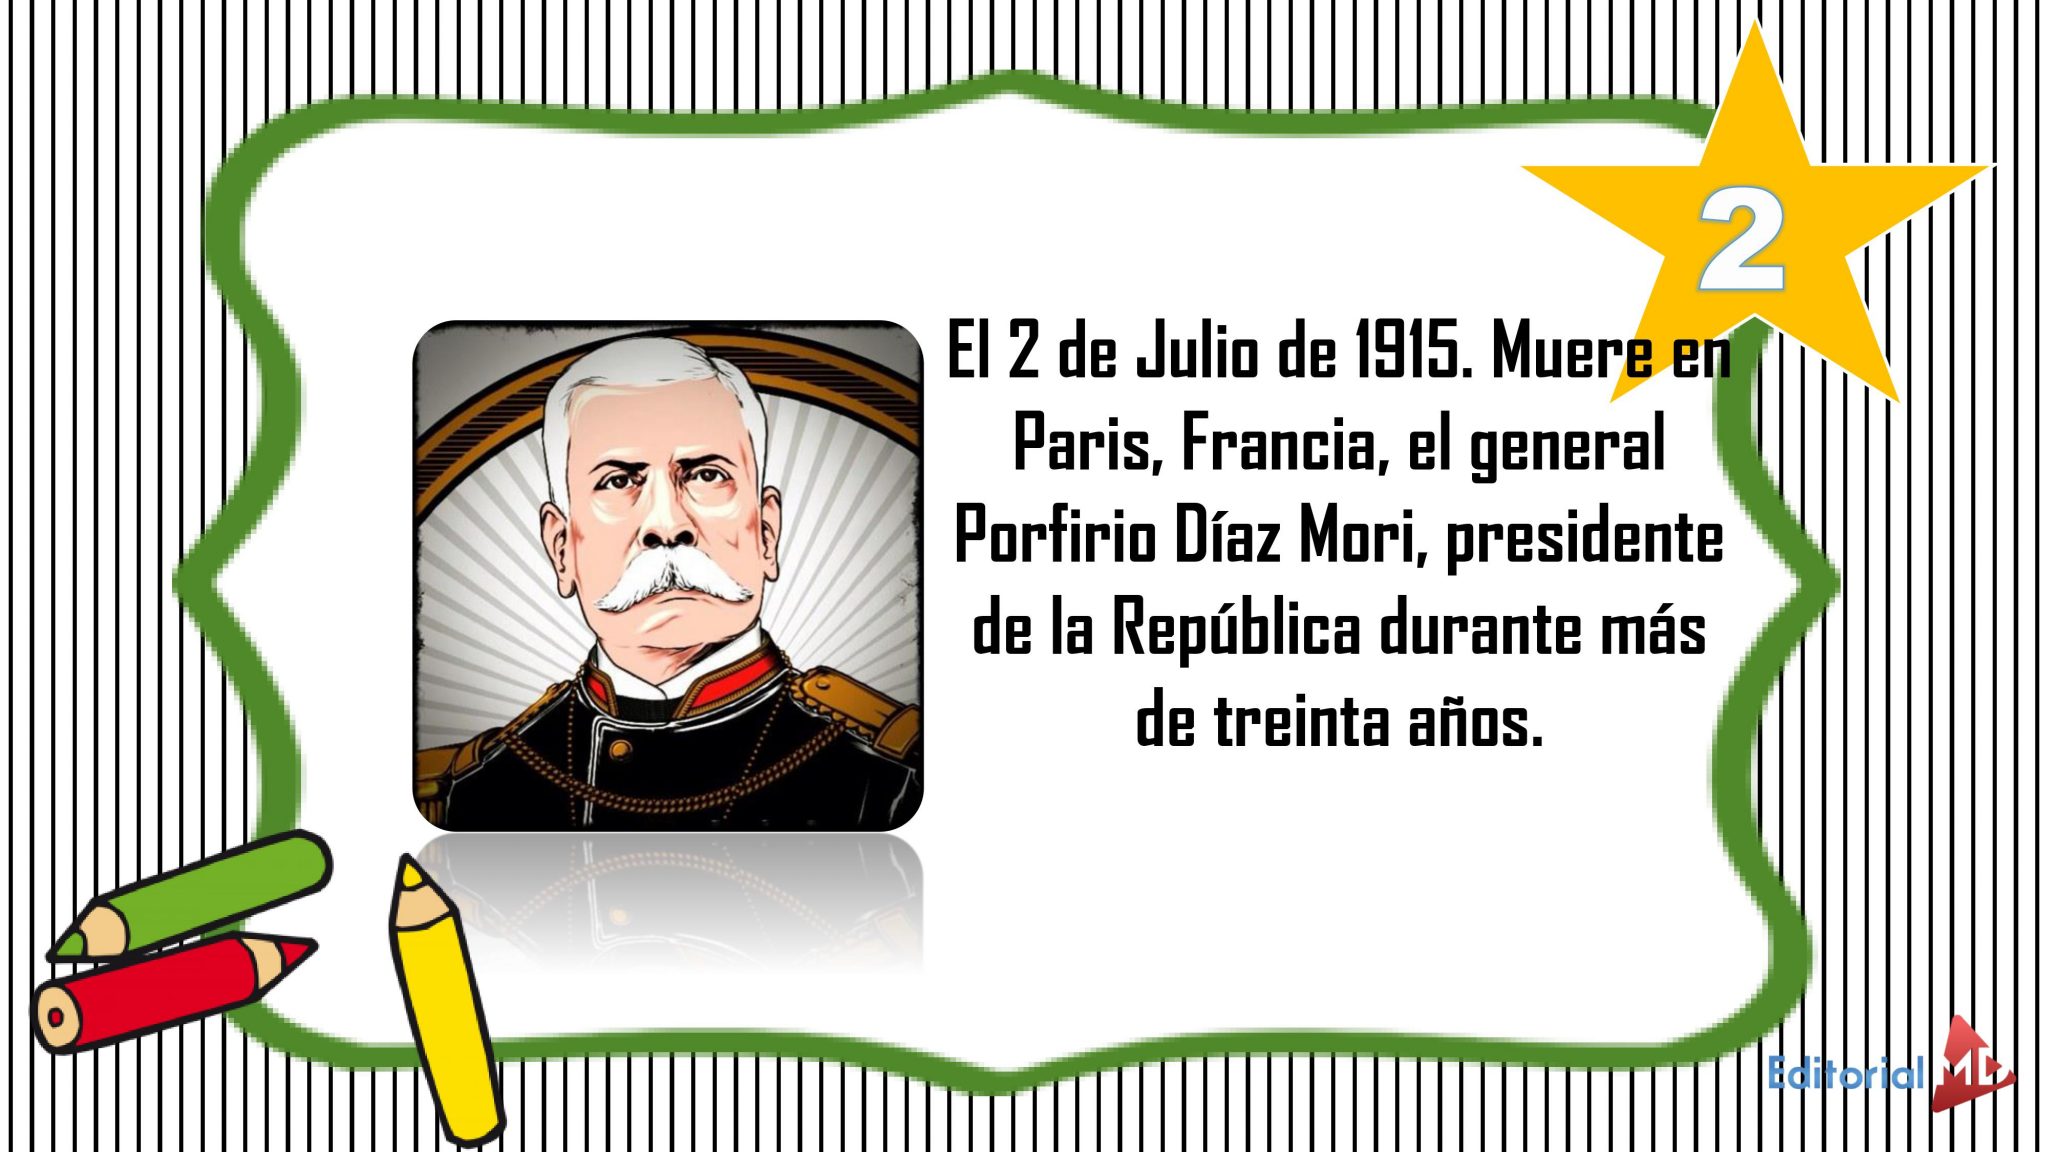 2
El 2 de Julio de 1915. Muere en
Paris, Francia, el general
Porfirio Díaz Mori, presidente
de la República durante más
de treinta años.
Editorial MD